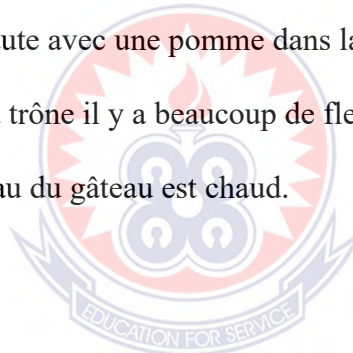 ute avec une pomme dans la
trône il y a beaucoup de fle
au du gâteau est chaud.
EDUCATION FOR SERVICE